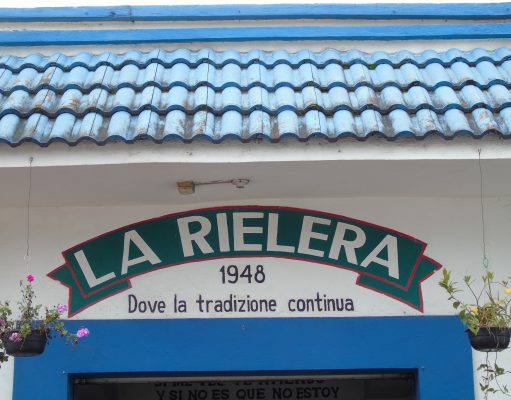 LA RIELERA
1948
Dove la tradizione continua
Y SI NO ES QUE NO ESTOY